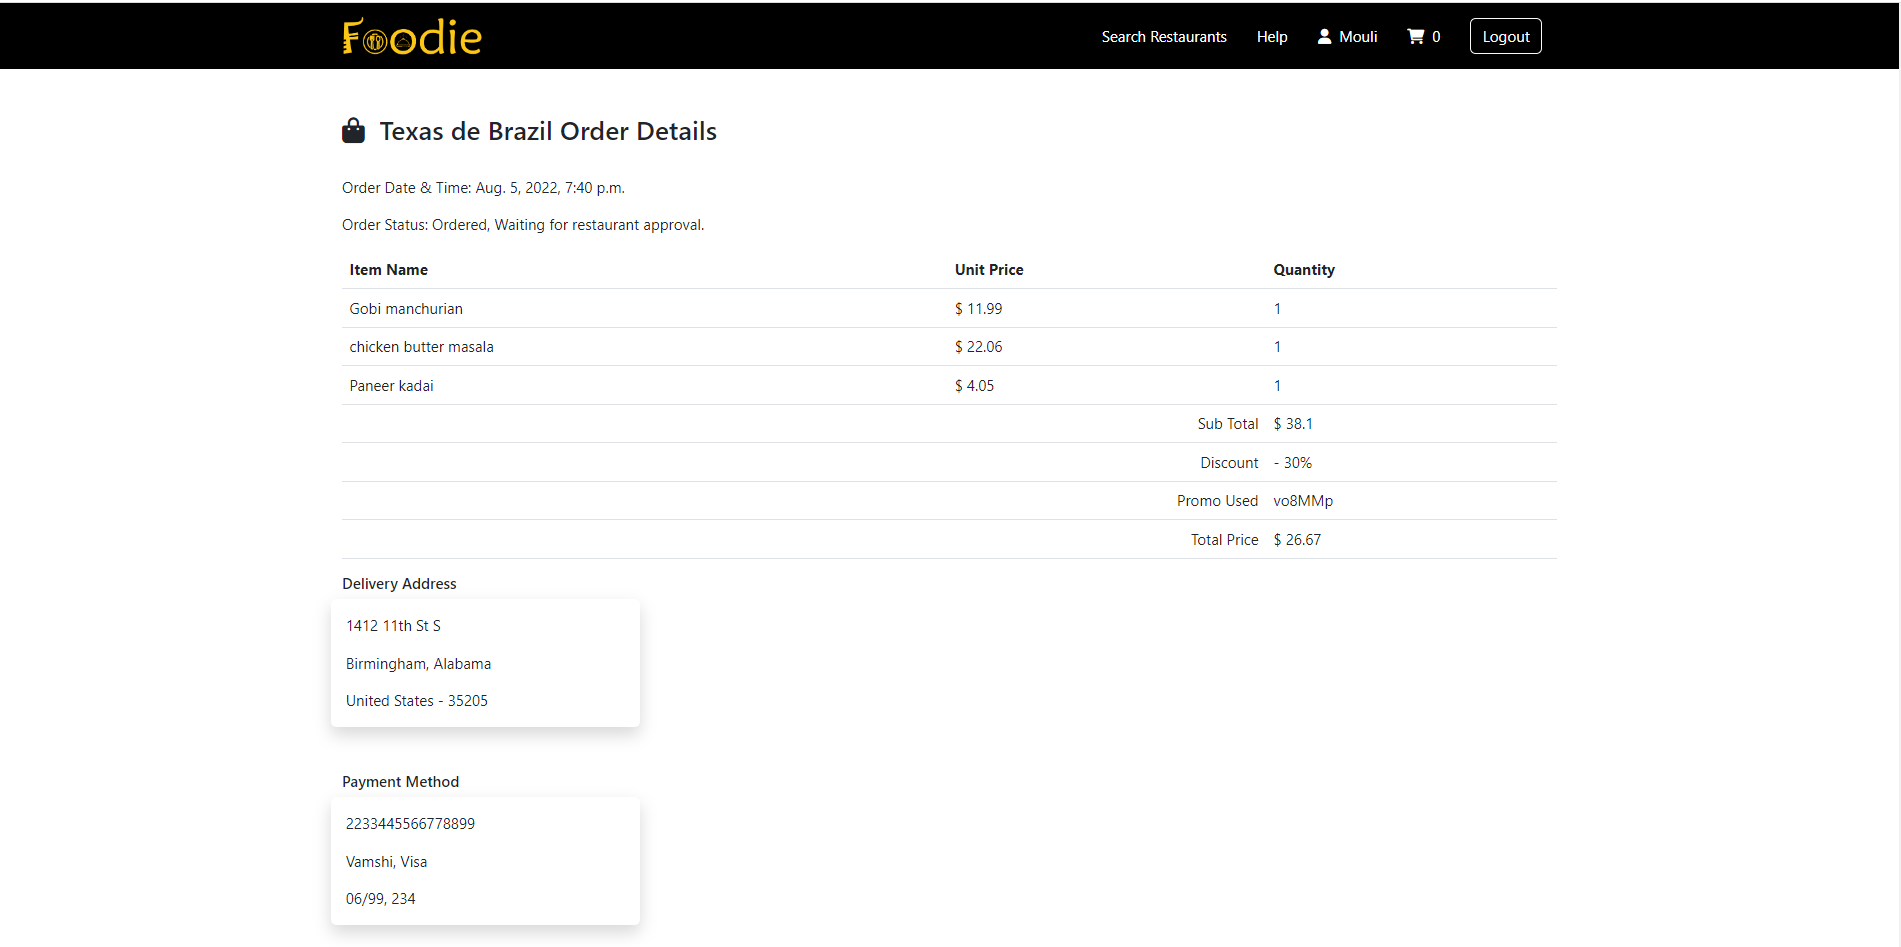 Foodie
Search Restaurants Help Mouli 0 Logout
Texas de Brazil Order Details
Order Date & Time: Aug. 5, 2022, 7:40 p.m.
Order Status: Ordered, Waiting for restaurant approval.
Item Name Unit Price Quantity
Gobi manchurian $ 11.99 1
chicken butter masala $ 22.06 1
Paneer kadai $ 4.05 1
Sub Total $ 38.1
Discount - 30%
Promo Used vo8MMp
Total Price $ 26.67
Delivery Address
1412 11th St S
Birmingham, Alabama
United States - 35205
Payment Method
2233445566778899
Vamshi, Visa
06/99, 234